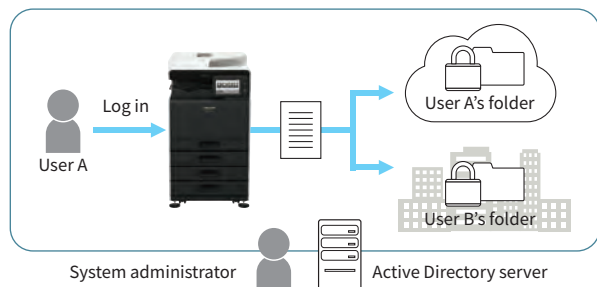 Log in
User A
User A's folder
User B's folder
System administrator
Active Directory server